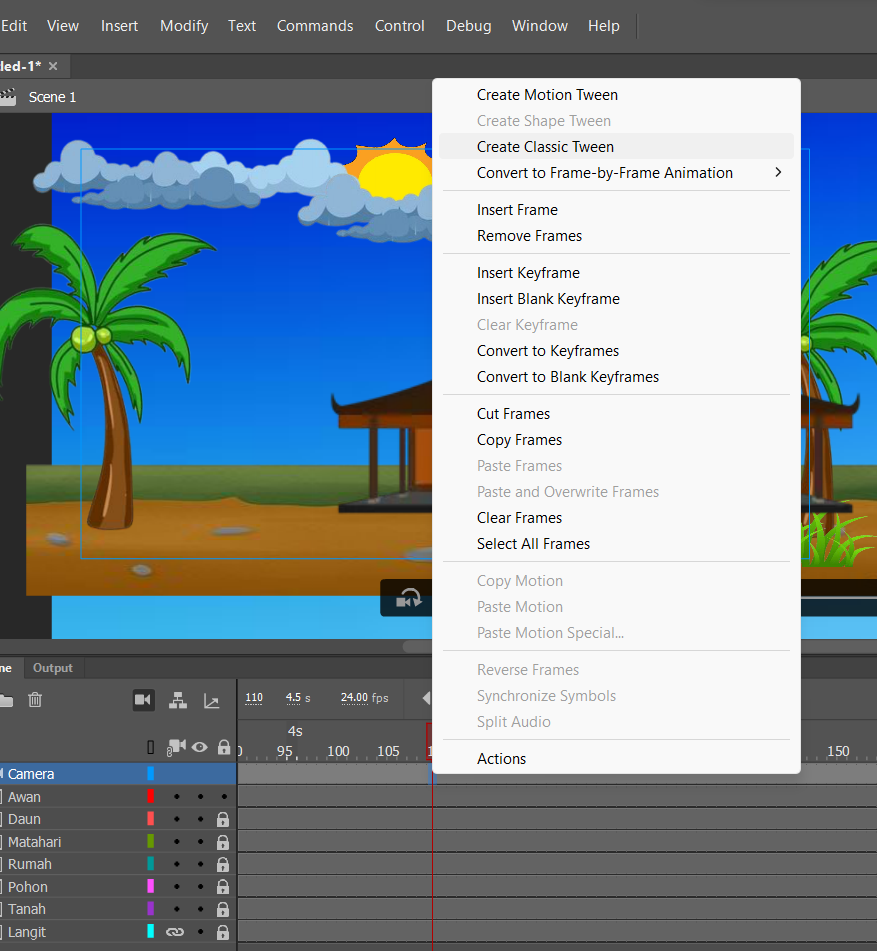 Edit View Insert Modify Text Commands Control Debug Window Help
led-1* ×
Scene 1
Create Motion Tween
Create Shape Tween
Create Classic Tween
Convert to Frame-by-Frame Animation
Insert Frame
Remove Frames
Insert Keyframe
Insert Blank Keyframe
Clear Keyframe
Convert to Keyframes
Convert to Blank Keyframes
Cut Frames
Copy Frames
Paste Frames
Paste and Overwrite Frames
Clear Frames
Select All Frames
Copy Motion
Paste Motion
Paste Motion Special...
Reverse Frames
Synchronize Symbols
Split Audio
Actions
ne Output
110 4.5 s 24.00 fps
4s
95 100 105 150
Camera
Awan
Daun
Matahari
Rumah
Pohon
Tanah
Langit